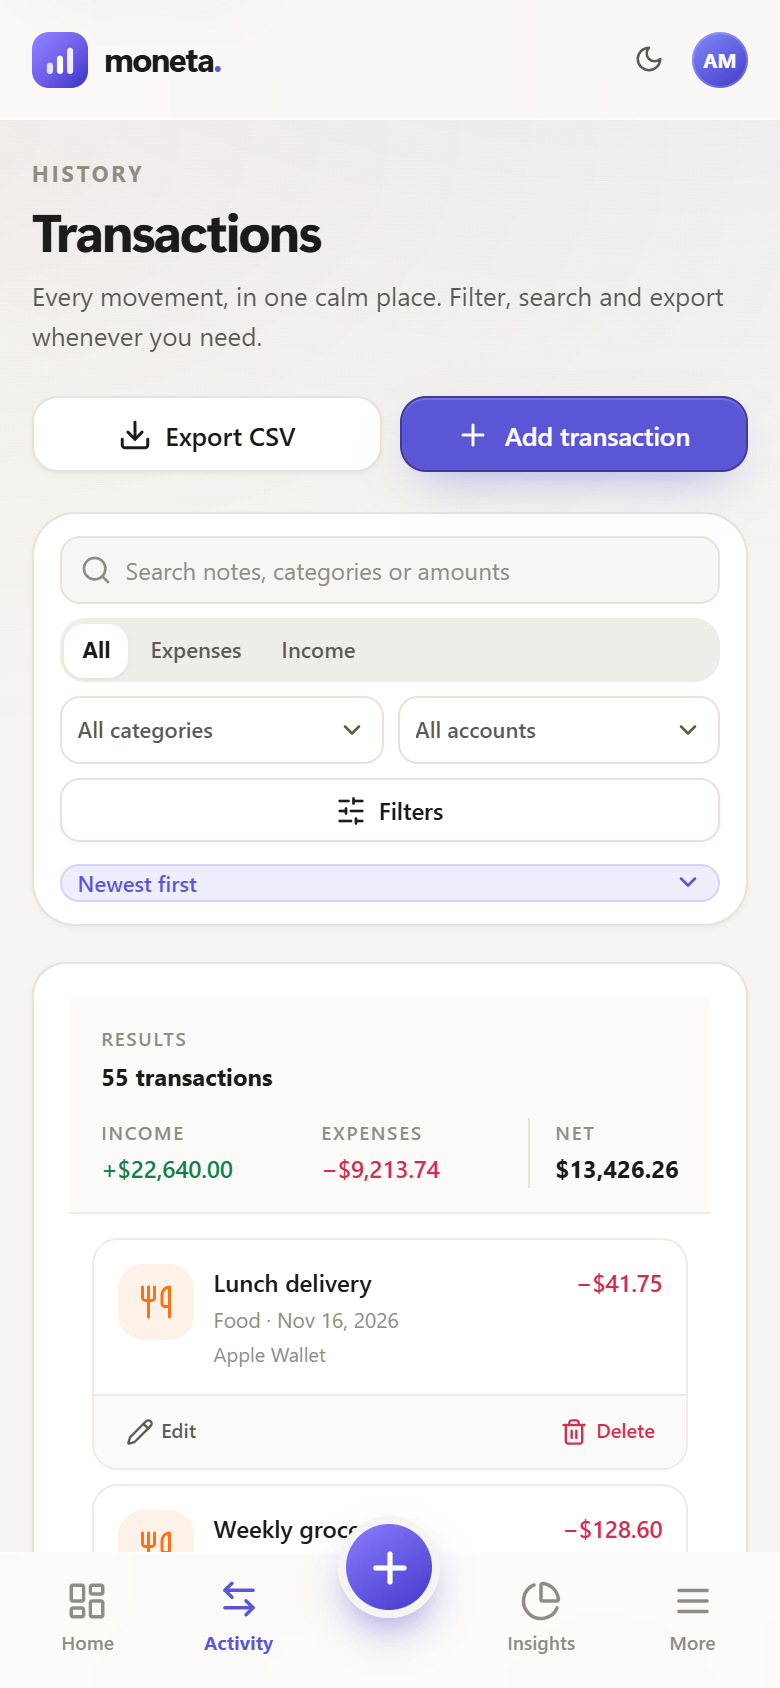 moneta.
AM
HISTORY
Transactions
Every movement, in one calm place. Filter, search and export
whenever you need.
Export CSV
Add transaction
Search notes, categories or amounts
All Expenses Income
All categories
All accounts
Filters
Newest first
RESULTS
55 transactions
INCOME EXPENSES NET
+$22,640.00 −$9,213.74 $13,426.26
Lunch delivery −$41.75
Food · Nov 16, 2026
Apple Wallet
Edit Delete
Weekly −$128.60
Home Activity Insights More